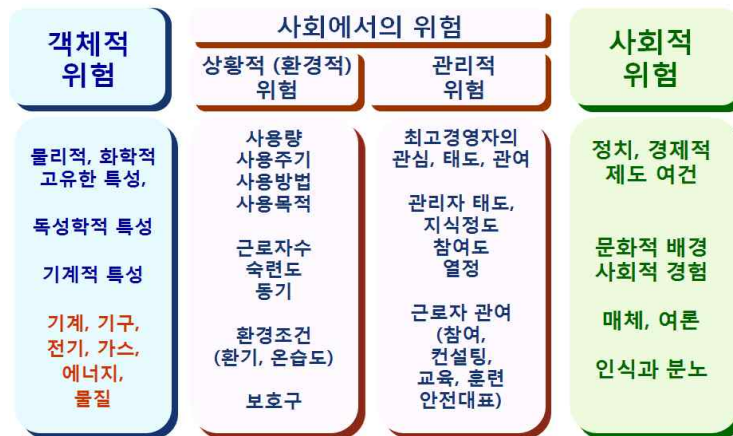 객체적
위험
사회에서의 위험
상황적 (환경적)
위험
관리적
위험
사회적
위험
물리적, 화학적
고유한 특성,
독성학적 특성
기계적 특성
기계, 기구,
전기, 가스,
에너지,
물질
사용량
사용주기
사용방법
사용목적
근로자수
숙련도
동기
환경조건
(환기, 온습도)
보호구
최고경영자의
관심, 태도, 관여
관리자 태도,
지식정도
참여도
열정
근로자 관여
(참여,
컨설팅,
교육, 훈련
안전대표)
정치, 경제적
제도 여건
문화적 배경
사회적 경험
매체, 여론
인식과 분노